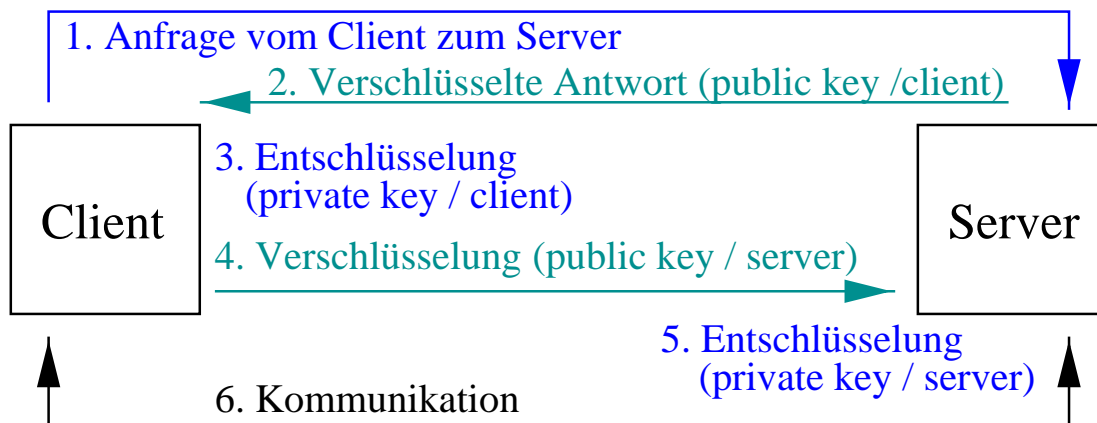 1. Anfrage vom Client zum Server
2. Verschlüsselte Antwort (public key /client)
3. Entschlüsselung
(private key / client)
Client
Server
4. Verschlüsselung (public key / server)
5. Entschlüsselung
(private key / server)
6. Kommunikation